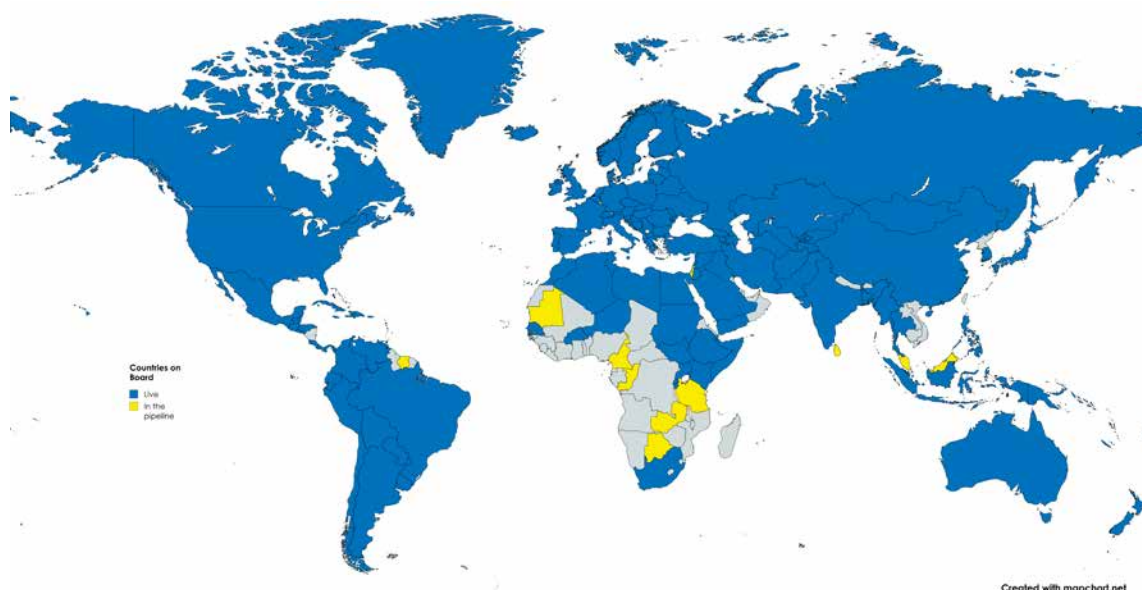 Countries on
Board
Live
In the
pipeline
Created with mapchart.net